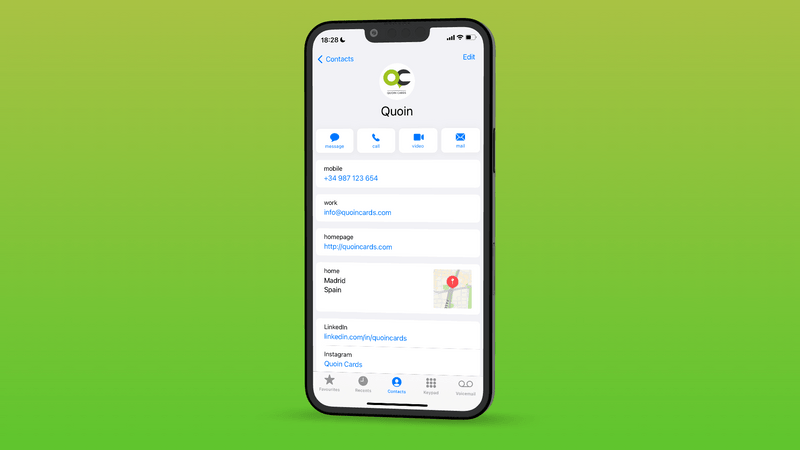 18:28
Contacts
Edit
QC
QUOIN CARDS
Quoin
message
call
video
mail
mobile
+34 987 123 654
work
info@quoincards.com
homepage
http://quoincards.com
home
Madrid
Spain
LinkedIn
linkedin.com/in/quoincards
Instagram
Quoin Cards
Favourites
Recents
Contacts
Keypad
Voicemail